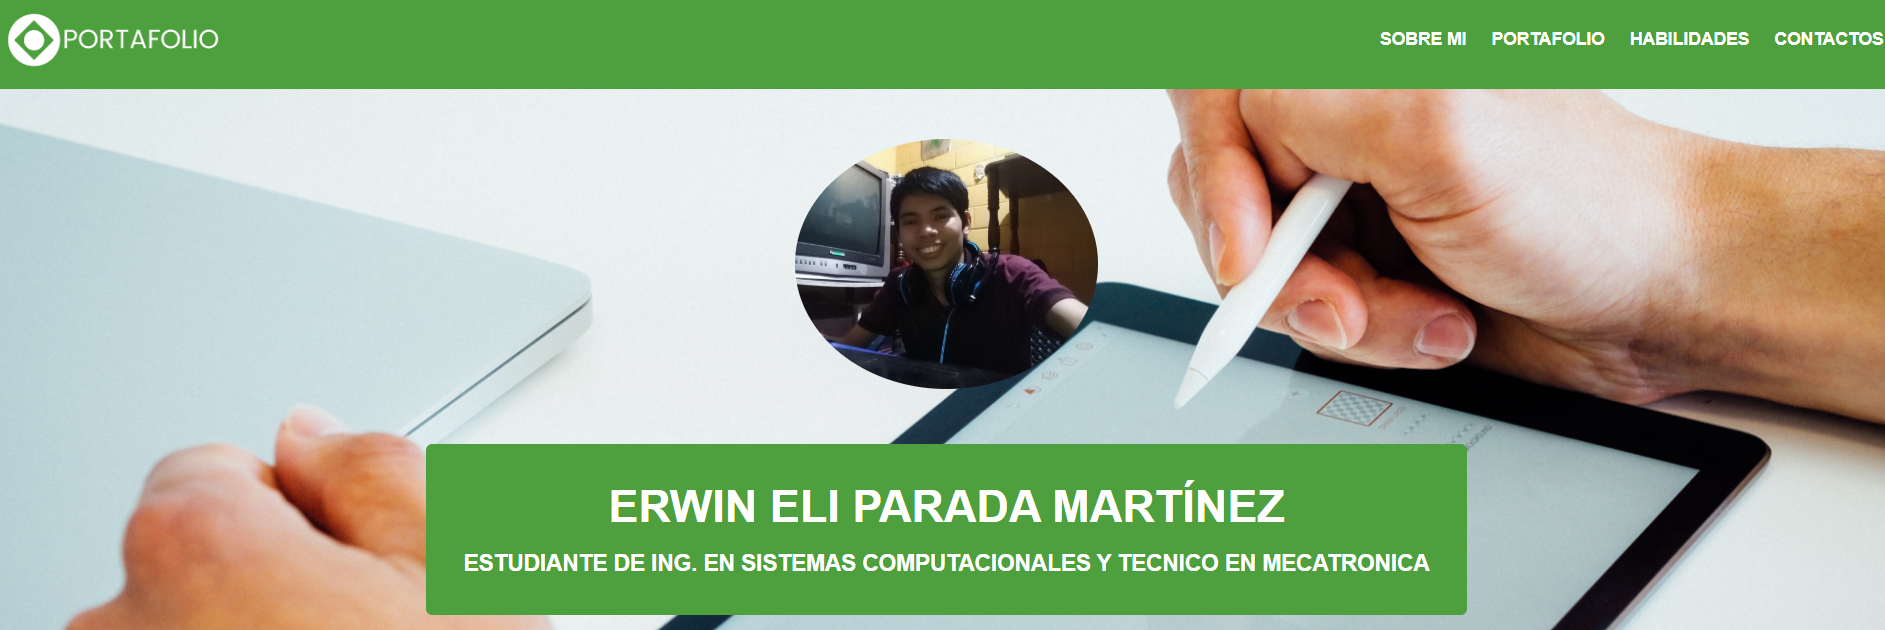 PORTAFOLIO
SOBRE MI PORTAFOLIO HABILIDADES CONTACTOS
ERWIN ELI PARADA MARTÍNEZ
ESTUDIANTE DE ING. EN SISTEMAS COMPUTACIONALES Y TECNICO EN MECATRONICA